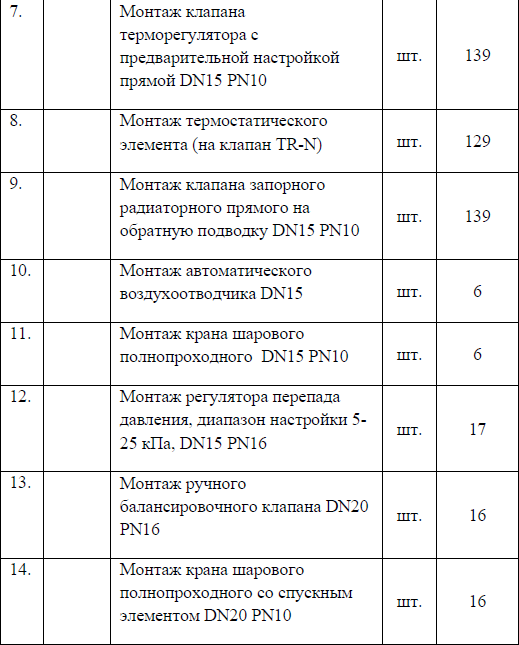 7.
Монтаж клапана
терморегулятора с
предварительной настройкой
прямой DN15 PN10
шт.
139
8.
Монтаж термостатического
элемента (на клапан TR-N)
шт.
129
9.
Монтаж клапана запорного
радиаторного прямого на
обратную подводку DN15 PN10
шт.
139
10.
Монтаж автоматического
воздухоотводчика DN15
шт.
6
11.
Монтаж крана шарового
полнопроходного  DN15 PN10
шт.
6
12.
Монтаж регулятора перепада
давления, диапазон настройки 5-
25 кПа, DN15 PN16
шт.
17
13.
Монтаж ручного
балансировочного клапана DN20
PN16
шт.
16
14.
Монтаж крана шарового
полнопроходного со спускным
элементом DN20 PN10
шт.
16